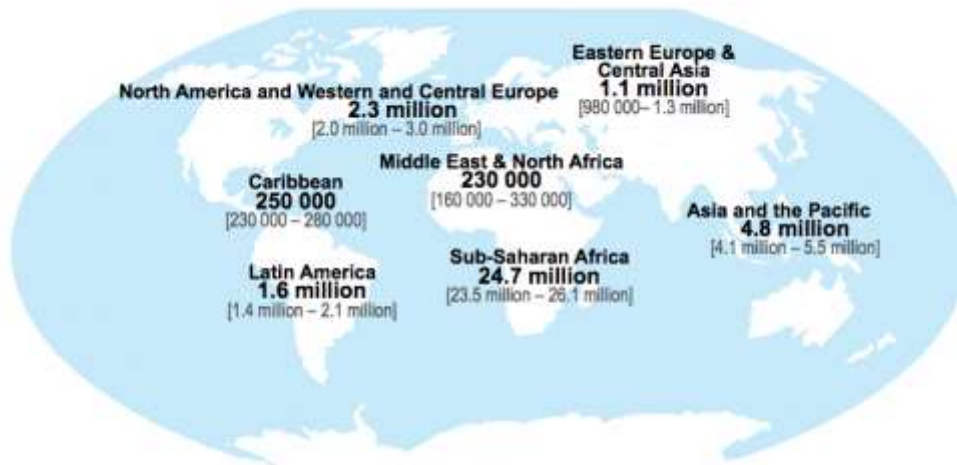 Eastern Europe &
Central Asia
1.1 million
[980 000– 1.3 million]
North America and Western and Central Europe
2.3 million
[2.0 million – 3.0 million]
Middle East & North Africa
230 000
[160 000 – 330 000]
Caribbean
250 000
[230 000 – 280 000]
Asia and the Pacific
4.8 million
[4.1 million – 5.5 million]
Sub-Saharan Africa
24.7 million
[23.5 million – 26.1 million]
Latin America
1.6 million
[1.4 million – 2.1 million]